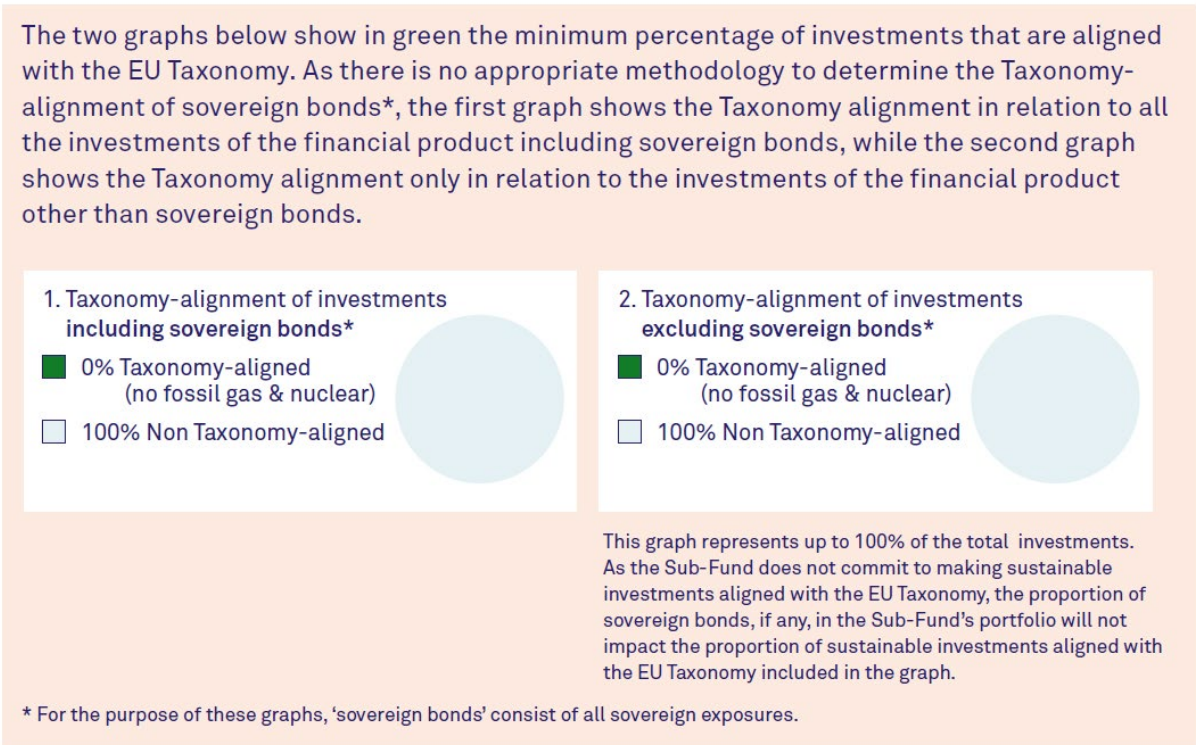 The two graphs below show in green the minimum percentage of investments that are aligned
with the EU Taxonomy. As there is no appropriate methodology to determine the Taxonomy-
alignment of sovereign bonds*, the first graph shows the Taxonomy alignment in relation to all
the investments of the financial product including sovereign bonds, while the second graph
shows the Taxonomy alignment only in relation to the investments of the financial product
other than sovereign bonds.
1. Taxonomy-alignment of investments
including sovereign bonds*
0% Taxonomy-aligned
(no fossil gas & nuclear)
100% Non Taxonomy-aligned
2. Taxonomy-alignment of investments
excluding sovereign bonds*
0% Taxonomy-aligned
(no fossil gas & nuclear)
100% Non Taxonomy-aligned
This graph represents up to 100% of the total investments.
As the Sub-Fund does not commit to making sustainable
investments aligned with the EU Taxonomy, the proportion of
sovereign bonds, if any, in the Sub-Fund's portfolio will not
impact the proportion of sustainable investments aligned with
the EU Taxonomy included in the graph.
* For the purpose of these graphs, 'sovereign bonds' consist of all sovereign exposures.